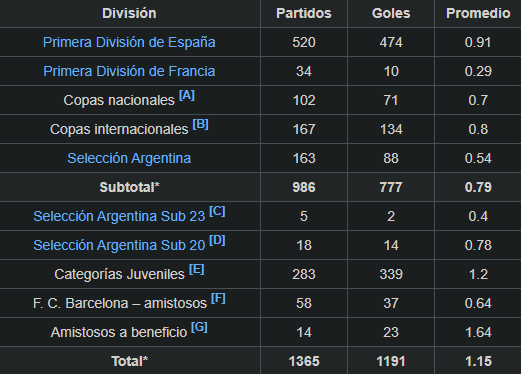 División Partidos Goles Promedio
Primera División de España 520 474 0.91
Primera División de Francia 34 10 0.29
Copas nacionales [A] 102 71 0.7
Copas internacionales [B] 167 134 0.8
Selección Argentina 163 88 0.54
Subtotal* 986 777 0.79
Selección Argentina Sub 23 [C] 5 2 0.4
Selección Argentina Sub 20 [D] 18 14 0.78
Categorías Juveniles [E] 283 339 1.2
F. C. Barcelona – amistosos [F] 58 37 0.64
Amistosos a beneficio [G] 14 23 1.64
Total* 1365 1191 1.15